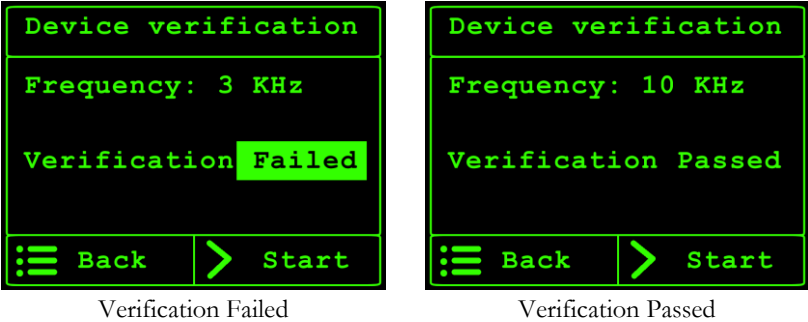 Device verification
Frequency: 3 KHz
Verification Failed
Back
Start
Verification Failed
Device verification
Frequency: 10 KHz
Verification Passed
Back
Start
Verification Passed